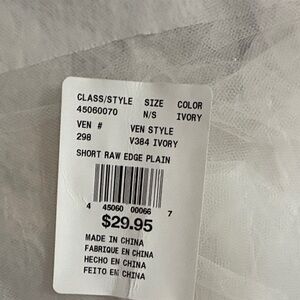 CLASS/STYLE SIZE COLOR
45060070 N/S IVORY
VEN # VEN STYLE
298 V384 IVORY
SHORT RAW EDGE PLAIN
4 45060 00066 7
$29.95
MADE IN CHINA
FABRIQUE EN CHINA
HECHO EN CHINA
FEITO EN CHINA